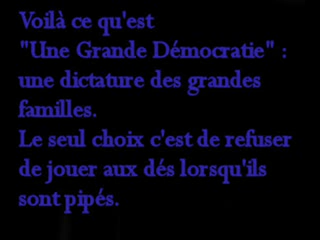 Voilà ce qu'est
"Une Grande Démocratie" :
une dictature des grandes
familles.
Le seul choix c'est de refuser
de jouer aux dés lorsqu'ils
sont pipés.